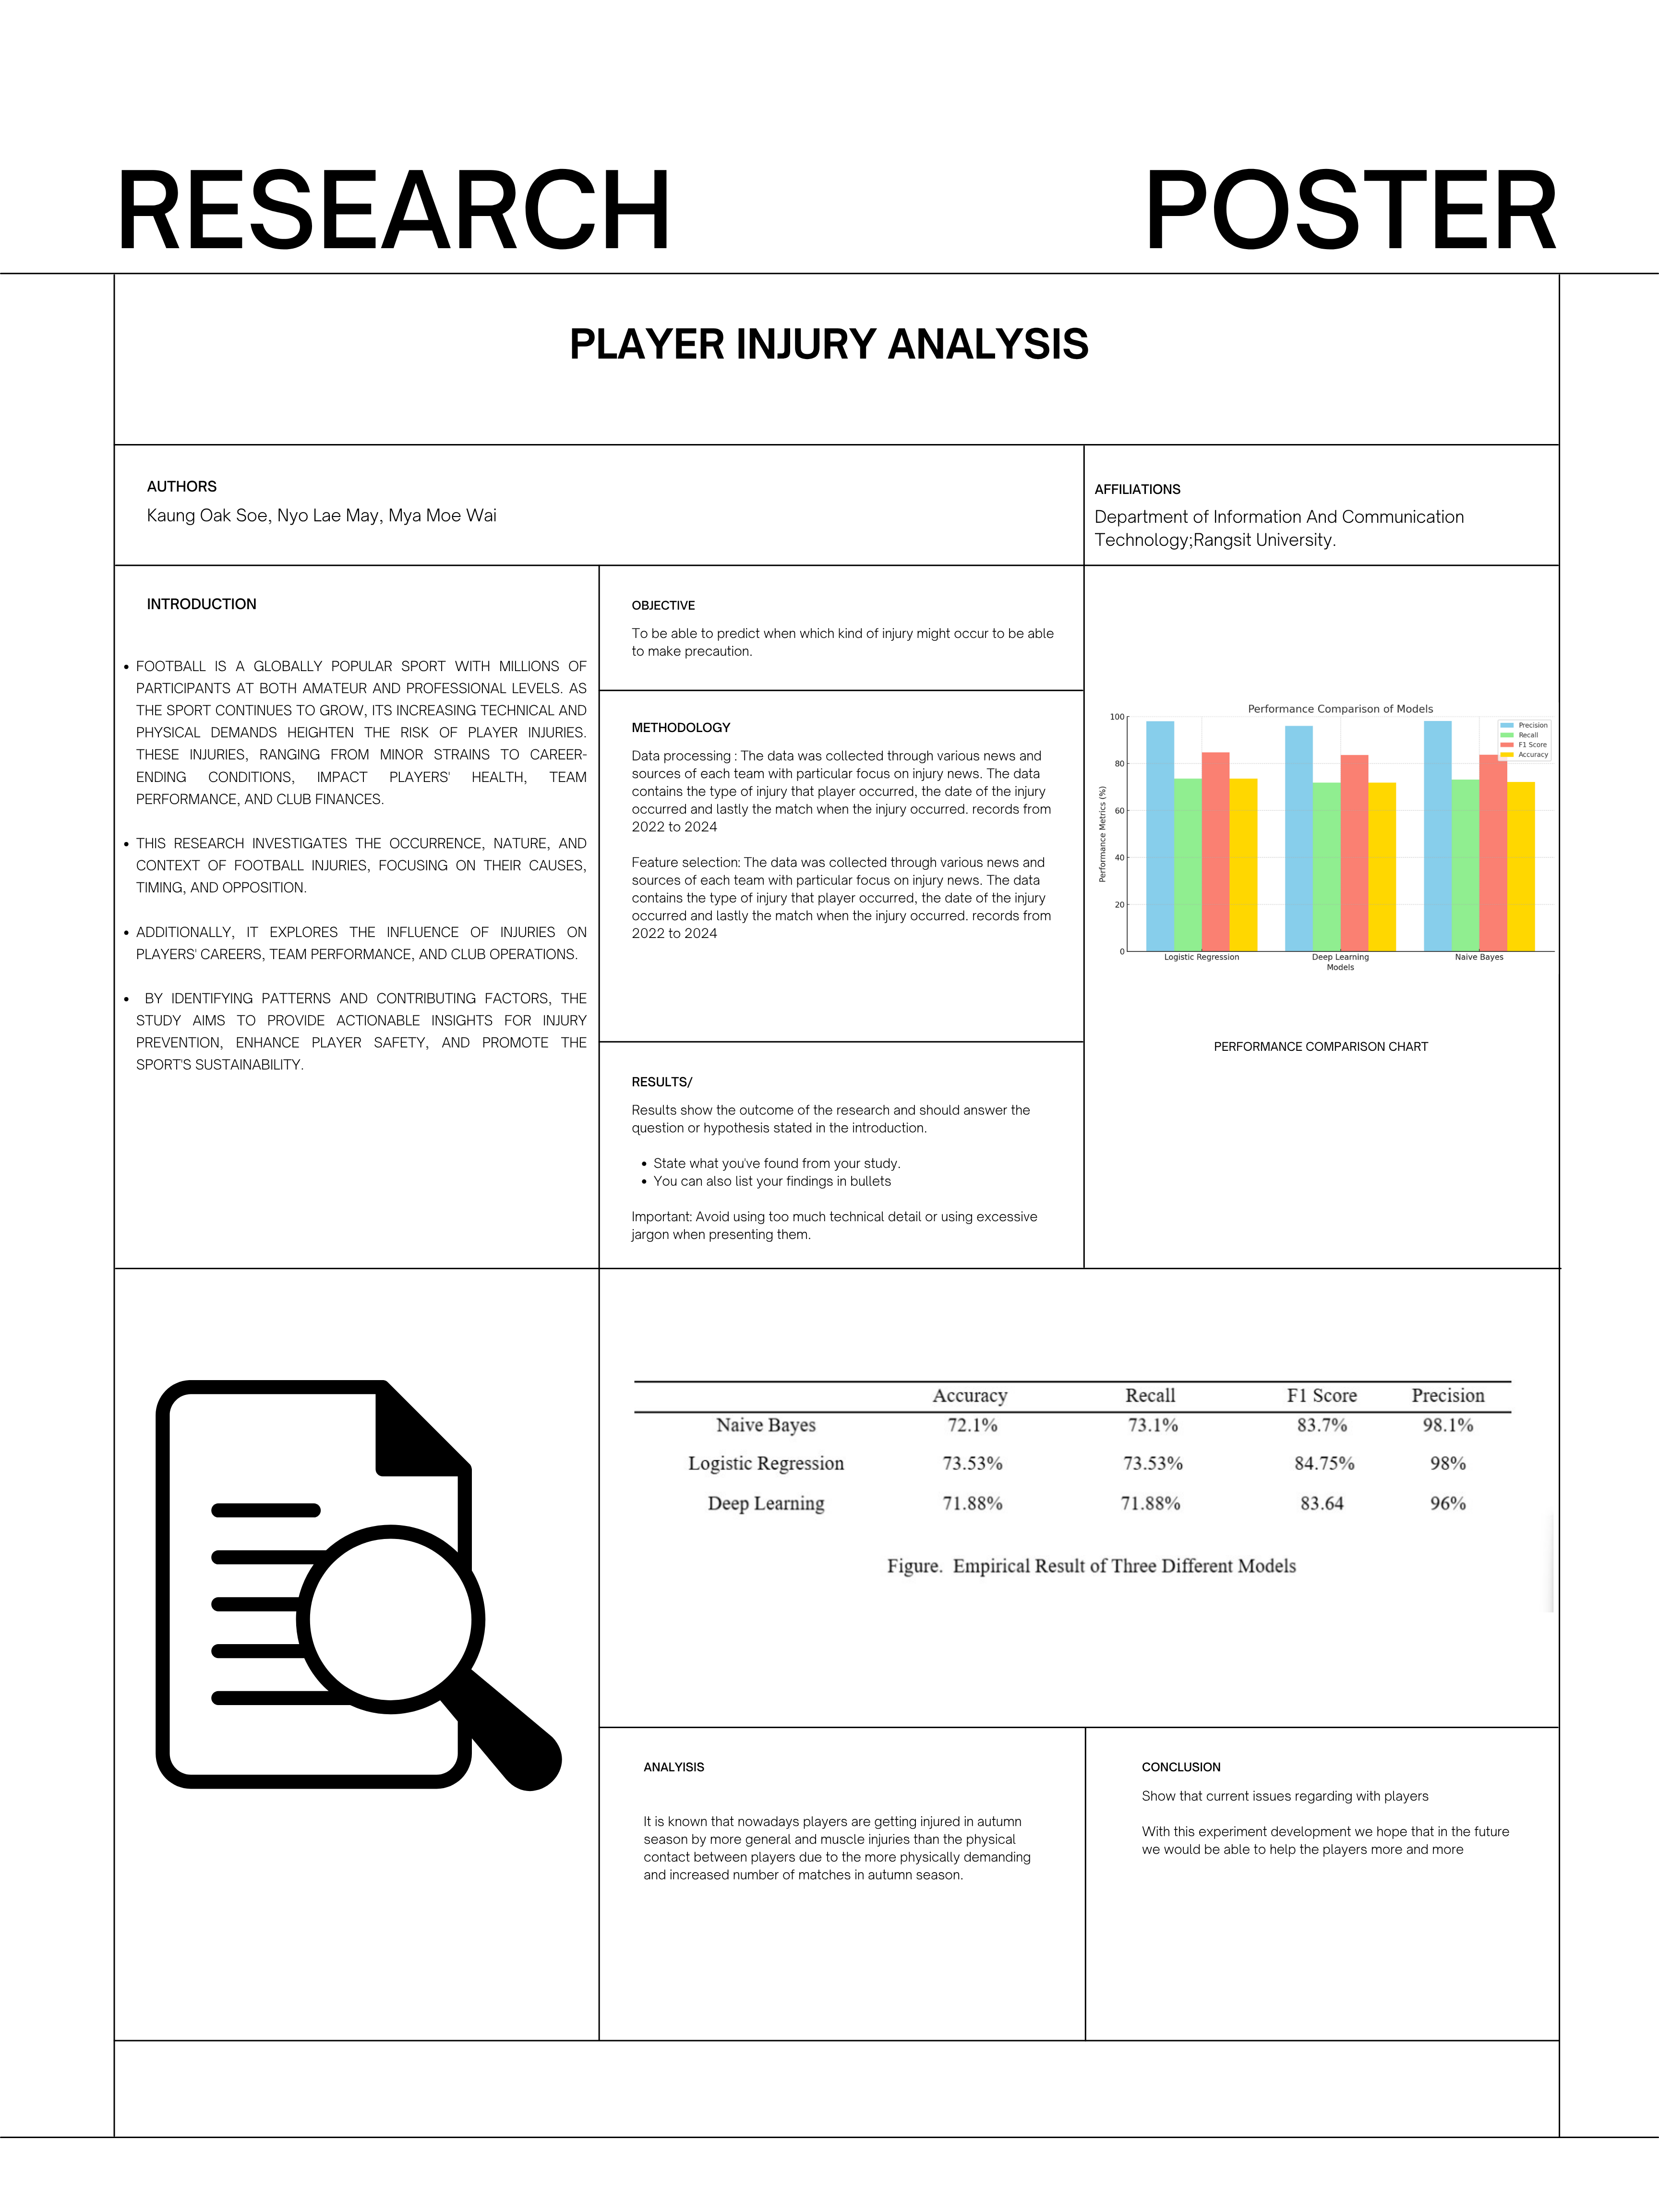 RESEARCH POSTER
PLAYER INJURY ANALYSIS
AUTHORS
Kaung Oak Soe, Nyo Lae May, Mya Moe Wai
AFFILIATIONS
Department of Information And Communication
Technology;Rangsit University.
INTRODUCTION
• FOOTBALL IS A GLOBALLY POPULAR SPORT WITH MILLIONS OF
PARTICIPANTS AT BOTH AMATEUR AND PROFESSIONAL LEVELS. AS
THE SPORT CONTINUES TO GROW, ITS INCREASING TECHNICAL AND
PHYSICAL DEMANDS HEIGHTEN THE RISK OF PLAYER INJURIES.
THESE INJURIES, RANGING FROM MINOR STRAINS TO CAREER-
ENDING CONDITIONS, IMPACT PLAYERS' HEALTH, TEAM
PERFORMANCE, AND CLUB FINANCES.
• THIS RESEARCH INVESTIGATES THE OCCURRENCE, NATURE, AND
CONTEXT OF FOOTBALL INJURIES, FOCUSING ON THEIR CAUSES,
TIMING, AND OPPOSITION.
• ADDITIONALLY, IT EXPLORES THE INFLUENCE OF INJURIES ON
PLAYERS' CAREERS, TEAM PERFORMANCE, AND CLUB OPERATIONS.
• BY IDENTIFYING PATTERNS AND CONTRIBUTING FACTORS, THE
STUDY AIMS TO PROVIDE ACTIONABLE INSIGHTS FOR INJURY
PREVENTION, ENHANCE PLAYER SAFETY, AND PROMOTE THE
SPORT'S SUSTAINABILITY.
OBJECTIVE
To be able to predict when which kind of injury might occur to be able
to make precaution.
METHODOLOGY
Data processing : The data was collected through various news and
sources of each team with particular focus on injury news. The data
contains the type of injury that player occurred, the date of the injury
occurred and lastly the match when the injury occurred. records from
2022 to 2024
Feature selection: The data was collected through various news and
sources of each team with particular focus on injury news. The data
contains the type of injury that player occurred, the date of the injury
occurred and lastly the match when the injury occurred. records from
2022 to 2024
RESULTS/
Results show the outcome of the research and should answer the
question or hypothesis stated in the introduction.
• State what you've found from your study.
• You can also list your findings in bullets
Important: Avoid using too much technical detail or using excessive
jargon when presenting them.
Performance Comparison of Models
Performance Metrics (%)
100
80
60
40
20
0
Precision
Recall
F1 Score
Accuracy
Logistic Regression Deep Learning Naive Bayes
Models
PERFORMANCE COMPARISON CHART
Accuracy Recall F1 Score Precision
Naive Bayes 72.1% 73.1% 83.7% 98.1%
Logistic Regression 73.53% 73.53% 84.75% 98%
Deep Learning 71.88% 71.88% 83.64 96%
Figure. Empirical Result of Three Different Models
ANALYISIS
It is known that nowadays players are getting injured in autumn
season by more general and muscle injuries than the physical
contact between players due to the more physically demanding
and increased number of matches in autumn season.
CONCLUSION
Show that current issues regarding with players
With this experiment development we hope that in the future
we would be able to help the players more and more